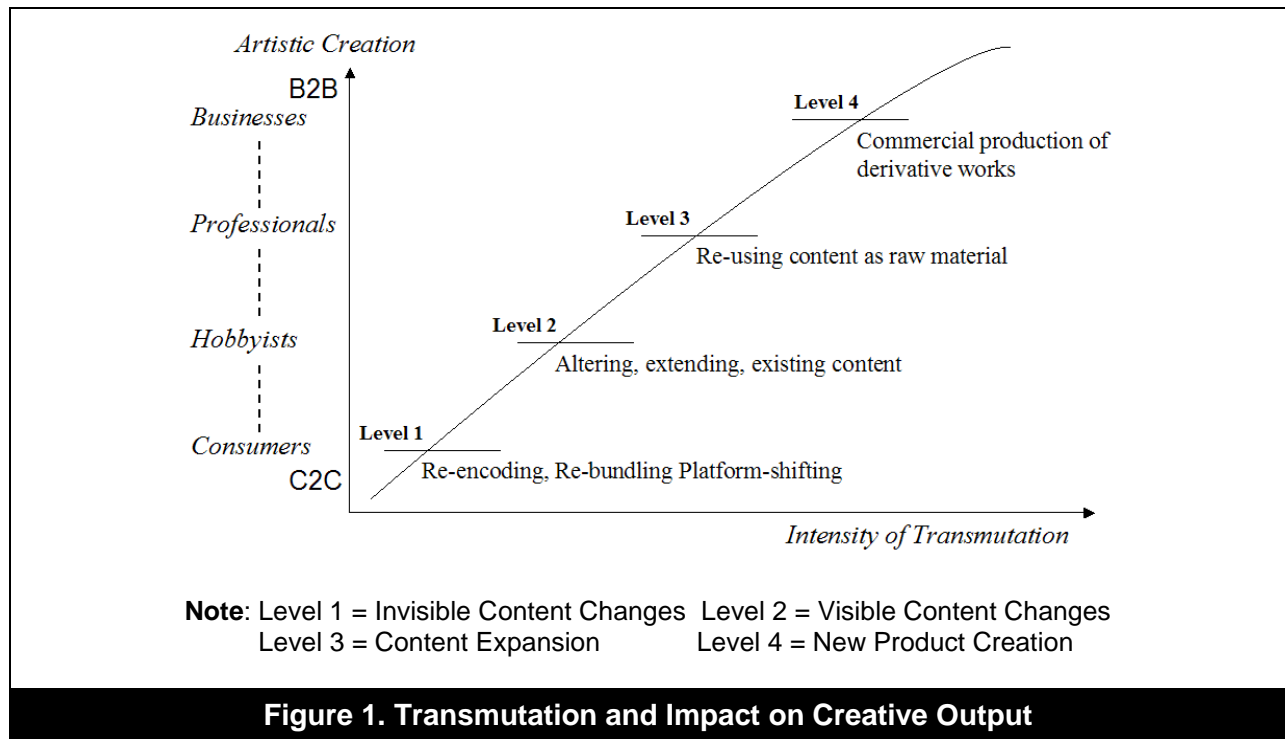 Artistic Creation
B2B
Businesses
Level 4
Commercial production of
derivative works
Professionals
Level 3
Re-using content as raw material
Hobbyists
Level 2
Altering, extending, existing content
Consumers
Level 1
C2C
Re-encoding, Re-bundling Platform-shifting
Intensity of Transmutation
Note: Level 1 = Invisible Content Changes Level 2 = Visible Content Changes
Level 3 = Content Expansion Level 4 = New Product Creation
Figure 1. Transmutation and Impact on Creative Output